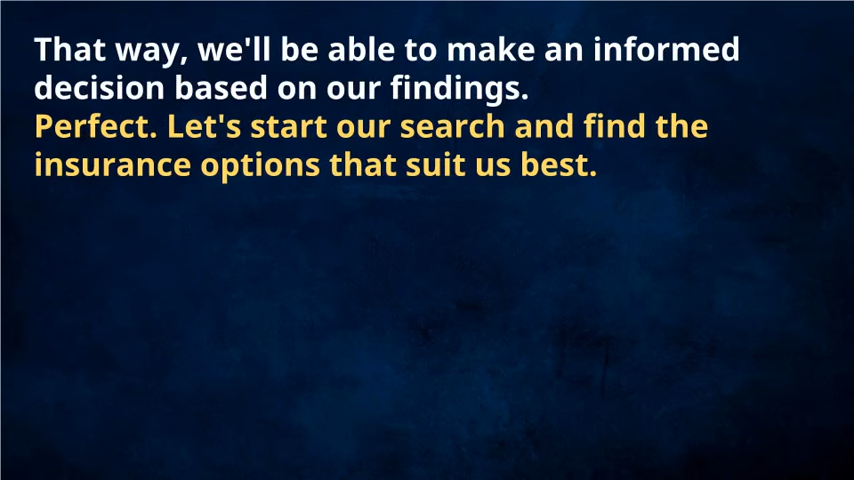 That way, we'll be able to make an informed
decision based on our findings.
Perfect. Let's start our search and find the
insurance options that suit us best.